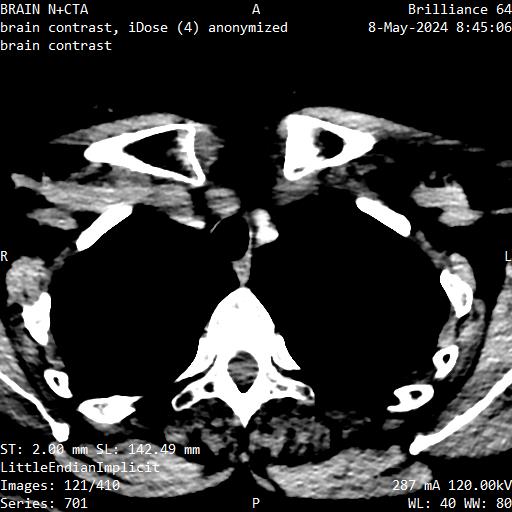 BRAIN N+CTA
A
Brilliance 64
brain contrast, iDose (4) anonymized
8-May-2024 8:45:06
brain contrast
R
L
ST: 2.00 mm SL: 142.49 mm
LittleEndianImplicit
Images: 121/410
287 mA 120.00kV
Series: 701
P
WL: 40 WW: 80